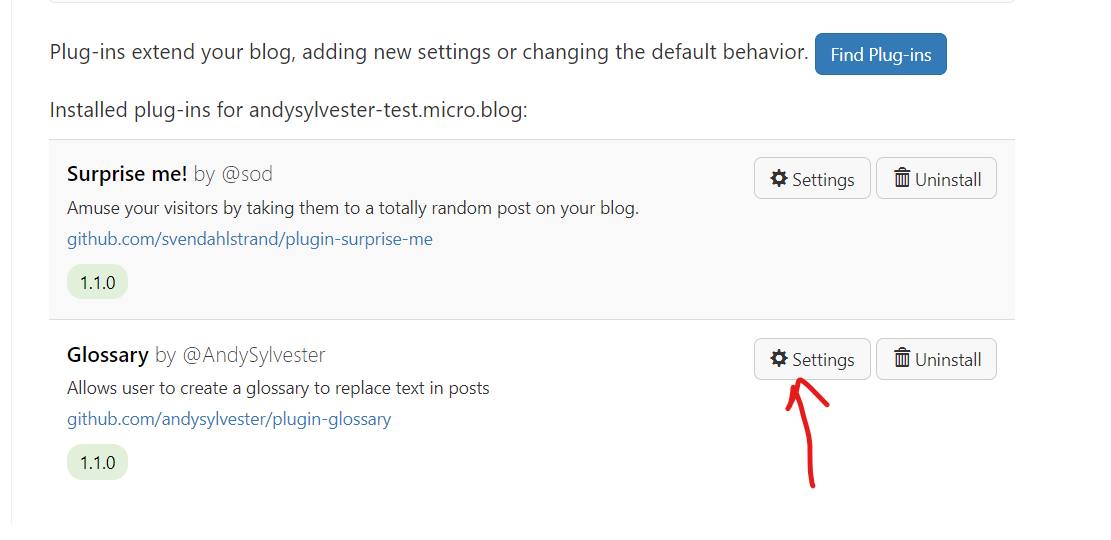 Plug-ins extend your blog, adding new settings or changing the default behavior. Find Plug-ins
Installed plug-ins for andysylvester-test.micro.blog:
Surprise me! by @sod Settings Uninstall
Amuse your visitors by taking them to a totally random post on your blog.
github.com/svendahlstrand/plugin-surprise-me
1.1.0
Glossary by @AndySylvester Settings Uninstall
Allows user to create a glossary to replace text in posts
github.com/andysylvester/plugin-glossary
1.1.0